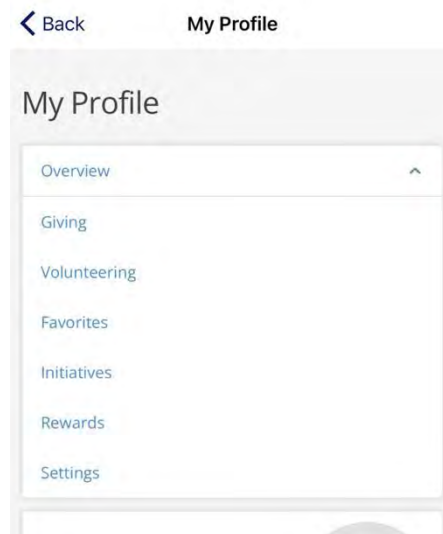 Back My Profile
My Profile
Overview
Giving
Volunteering
Favorites
Initiatives
Rewards
Settings